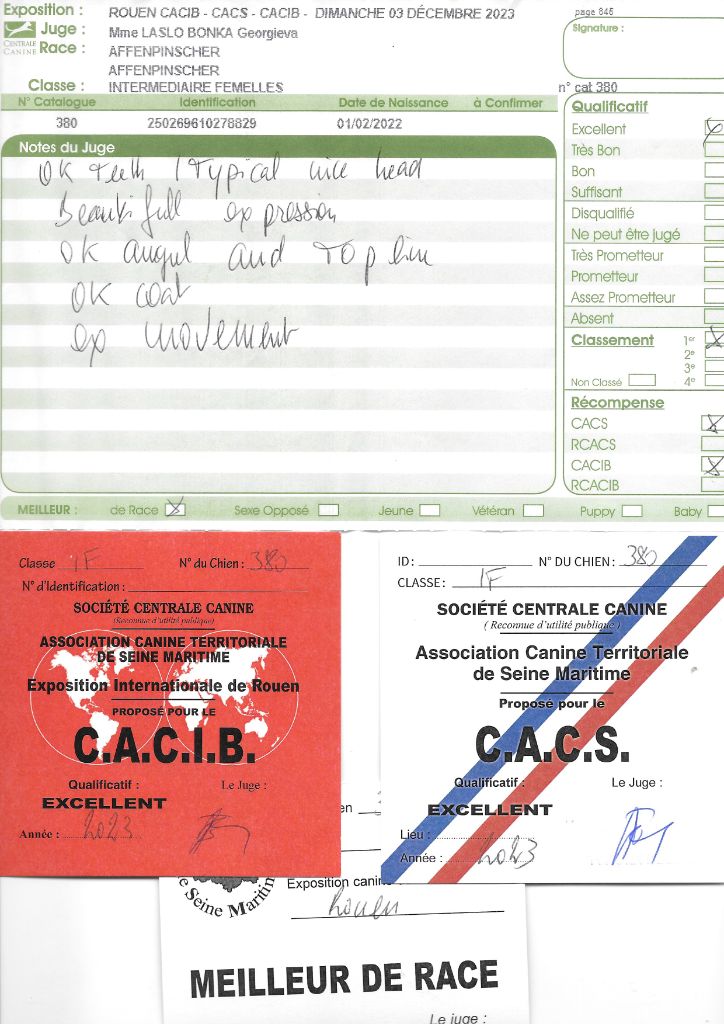 Exposition : ROUEN CACIB - CACS - CACIB - DIMANCHE 03 DÉCEMBRE 2023
page 845
Juge : Mme LASLO BONKA Georgieva
Signature :
CENTRALE CANINE
Race : AFFENPINSCHER
AFFENPINSCHER
Classe : INTERMEDIAIRE FEMELLES
n° cat 380
N° Catalogue Identification Date de Naissance à Confirmer
380 250269610278829 01/02/2022
Notes du Juge
OK teeth / Typical nice head
Beautifull expression
OK angul and Top line
OK coat
ex movement
Qualificatif
Excellent
Très Bon
Bon
Suffisant
Disqualifié
Ne peut être jugé
Très Prometteur
Prometteur
Assez Prometteur
Absent
Classement 1er
2e
3e
Non Classé 4e
Récompense
CACS
RCACS
CACIB
RCACIB
MEILLEUR : de Race Sexe Opposé Jeune Vétéran Puppy Baby
Classe IF N° du Chien : 380
N° d'Identification :
SOCIÉTÉ CENTRALE CANINE
(Reconnue d'utilité publique)
ASSOCIATION CANINE TERRITORIALE
DE SEINE MARITIME
Exposition Internationale de Rouen
PROPOSÉ POUR LE
C.A.C.I.B.
Qualificatif : Le Juge :
EXCELLENT
Année : 2023
ID : N° DU CHIEN : 380
CLASSE : IF
SOCIÉTÉ CENTRALE CANINE
( Reconnue d'utilité publique )
Association Canine Territoriale
de Seine Maritime
Proposé pour le
C.A.C.S.
Qualificatif : Le Juge :
EXCELLENT
Lieu :
Année : 2023
en
de Seine Maritim
Exposition canine
Rouen
MEILLEUR DE RACE
Le juge :